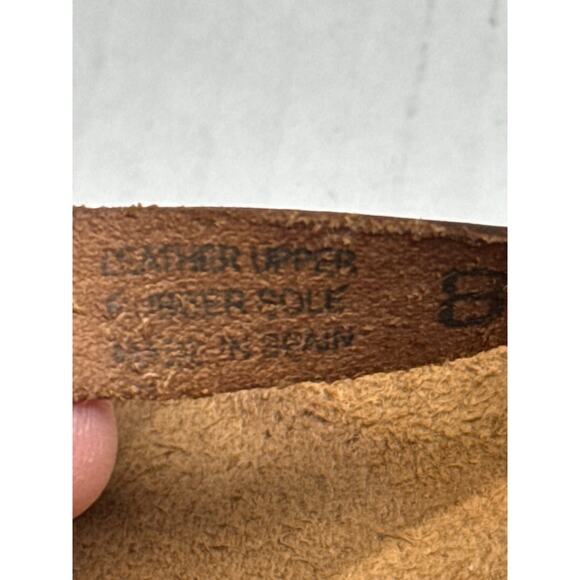 LEATHER UPPER
RUBBER SOLE
MADE IN SPAIN
8